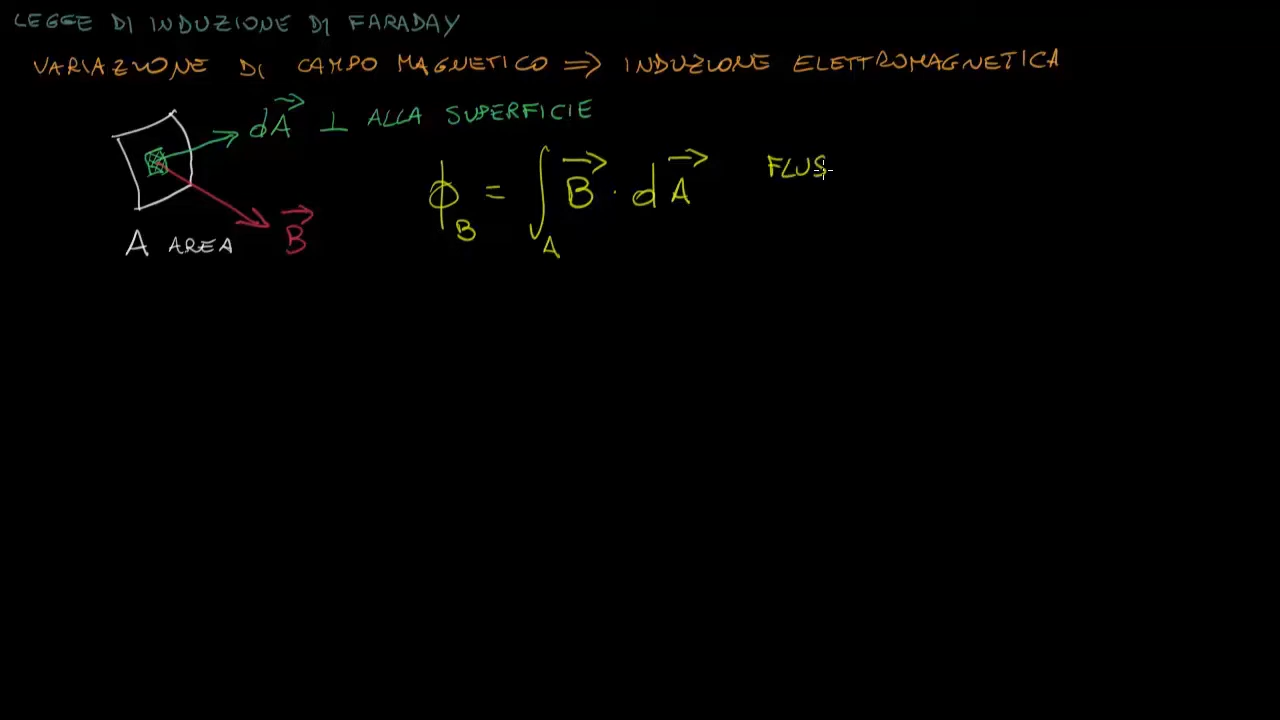 LEGGE DI INDUZIONE DI FARADAY
VARIAZIONE DI CAMPO MAGNETICO ⇒ INDUZIONE ELETTROMAGNETICA
dA⃗ ⊥ ALLA SUPERFICIE
ϕ_B = ∫_A B⃗ · dA⃗ FLUS
B⃗
A AREA